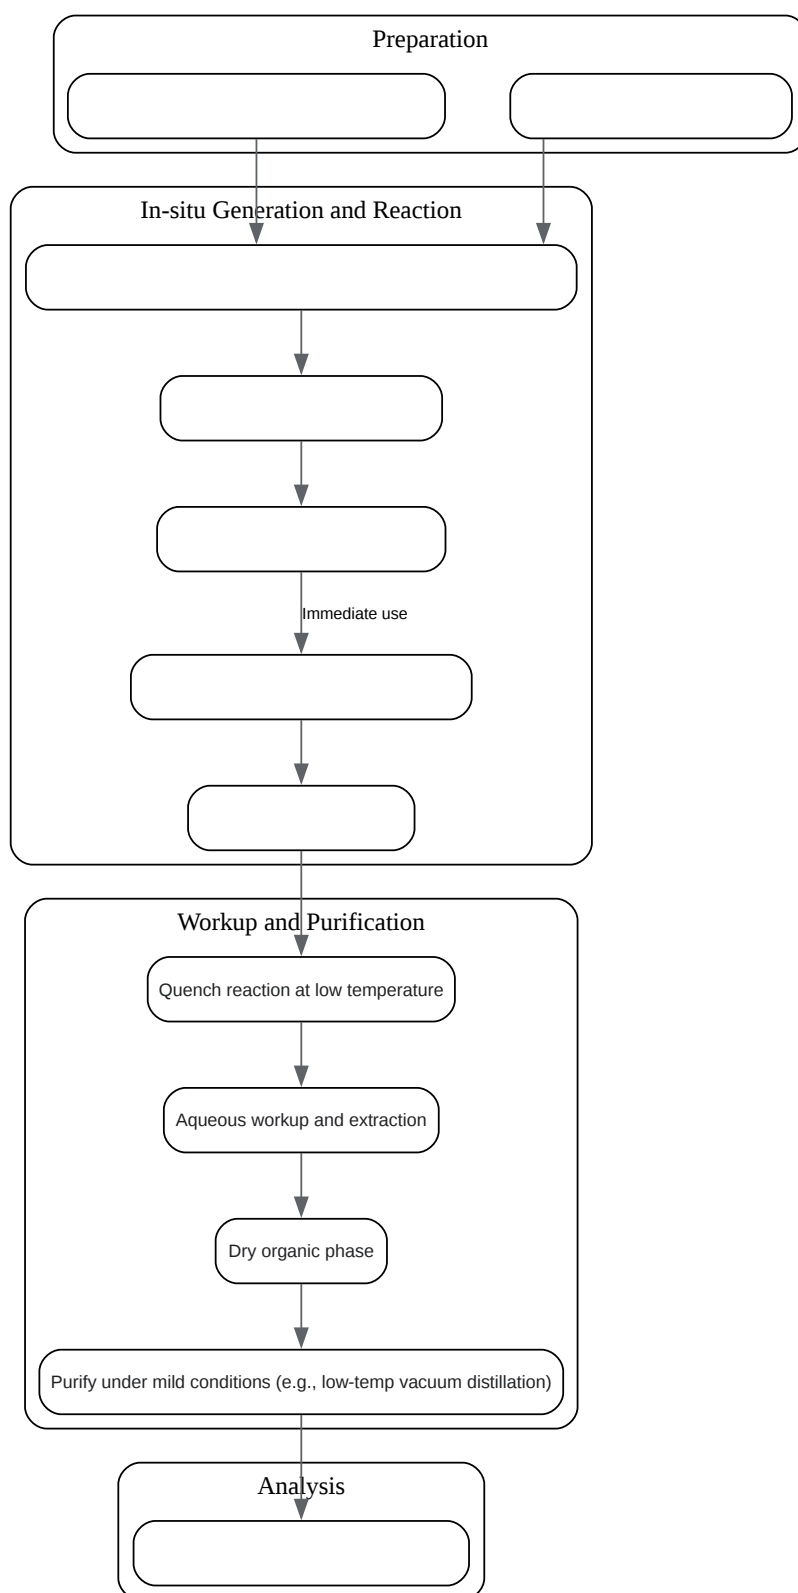 Preparation
In-situ Generation and Reaction
Immediate use
Workup and Purification
Quench reaction at low temperature
Aqueous workup and extraction
Dry organic phase
Purify under mild conditions (e.g., low-temp vacuum distillation)
Analysis